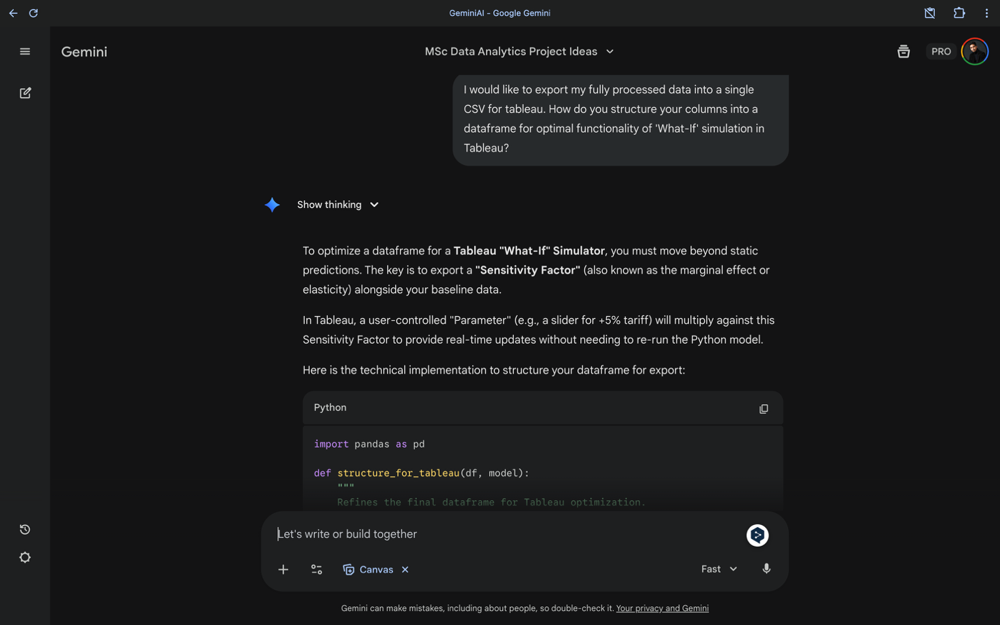 GeminiAI - Google Gemini
Gemini
MSc Data Analytics Project Ideas
PRO
I would like to export my fully processed data into a single
CSV for tableau. How do you structure your columns into a
dataframe for optimal functionality of 'What-If' simulation in
Tableau?
Show thinking
To optimize a dataframe for a Tableau "What-If" Simulator, you must move beyond static
predictions. The key is to export a "Sensitivity Factor" (also known as the marginal effect or
elasticity) alongside your baseline data.
In Tableau, a user-controlled "Parameter" (e.g., a slider for +5% tariff) will multiply against this
Sensitivity Factor to provide real-time updates without needing to re-run the Python model.
Here is the technical implementation to structure your dataframe for export:
Python
import pandas as pd
def structure_for_tableau(df, model):
"""
Refines the final dataframe for Tableau optimization.
Let's write or build together
Canvas
Fast
Gemini can make mistakes, including about people, so double-check it. Your privacy and Gemini